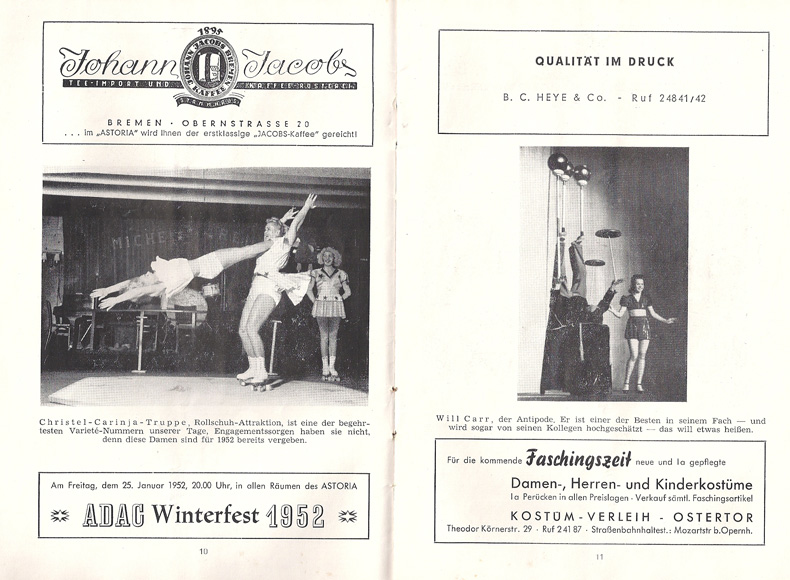 1895
Johann Jacobs
JOHANN JACOBS BREMEN
KAFFEE
TEE-IMPORT UND KAFFEE-RÖSTEREI
STAMMHAUS
BREMEN · OBERNSTRASSE 20
... im „ASTORIA" wird Ihnen der erstklassige „JACOBS-Kaffee" gereicht!
Christel-Carinja-Truppe, Rollschuh-Attraktion, ist eine der begehr-
testen Varieté-Nummern unserer Tage, Engagementssorgen haben sie nicht,
denn diese Damen sind für 1952 bereits vergeben.
Am Freitag, dem 25. Januar 1952, 20.00 Uhr, in allen Räumen des ASTORIA
ADAC Winterfest 1952
10
QUALITÄT IM DRUCK
B. C. HEYE & Co. - Ruf 24841/42
Will Carr, der Antipode, Er ist einer der Besten in seinem Fach — und
wird sogar von seinen Kollegen hochgeschätzt — das will etwas heißen.
Für die kommende Faschingszeit neue und Ia gepflegte
Damen-, Herren- und Kinderkostüme
Ia Perücken in allen Preislagen - Verkauf sämtl. Faschingsartikel
KOSTÜM-VERLEIH - OSTERTOR
Theodor Körnerstr. 29 · Ruf 24187 · Straßenbahnhaltest.: Mozartstr b.Opernh.
11